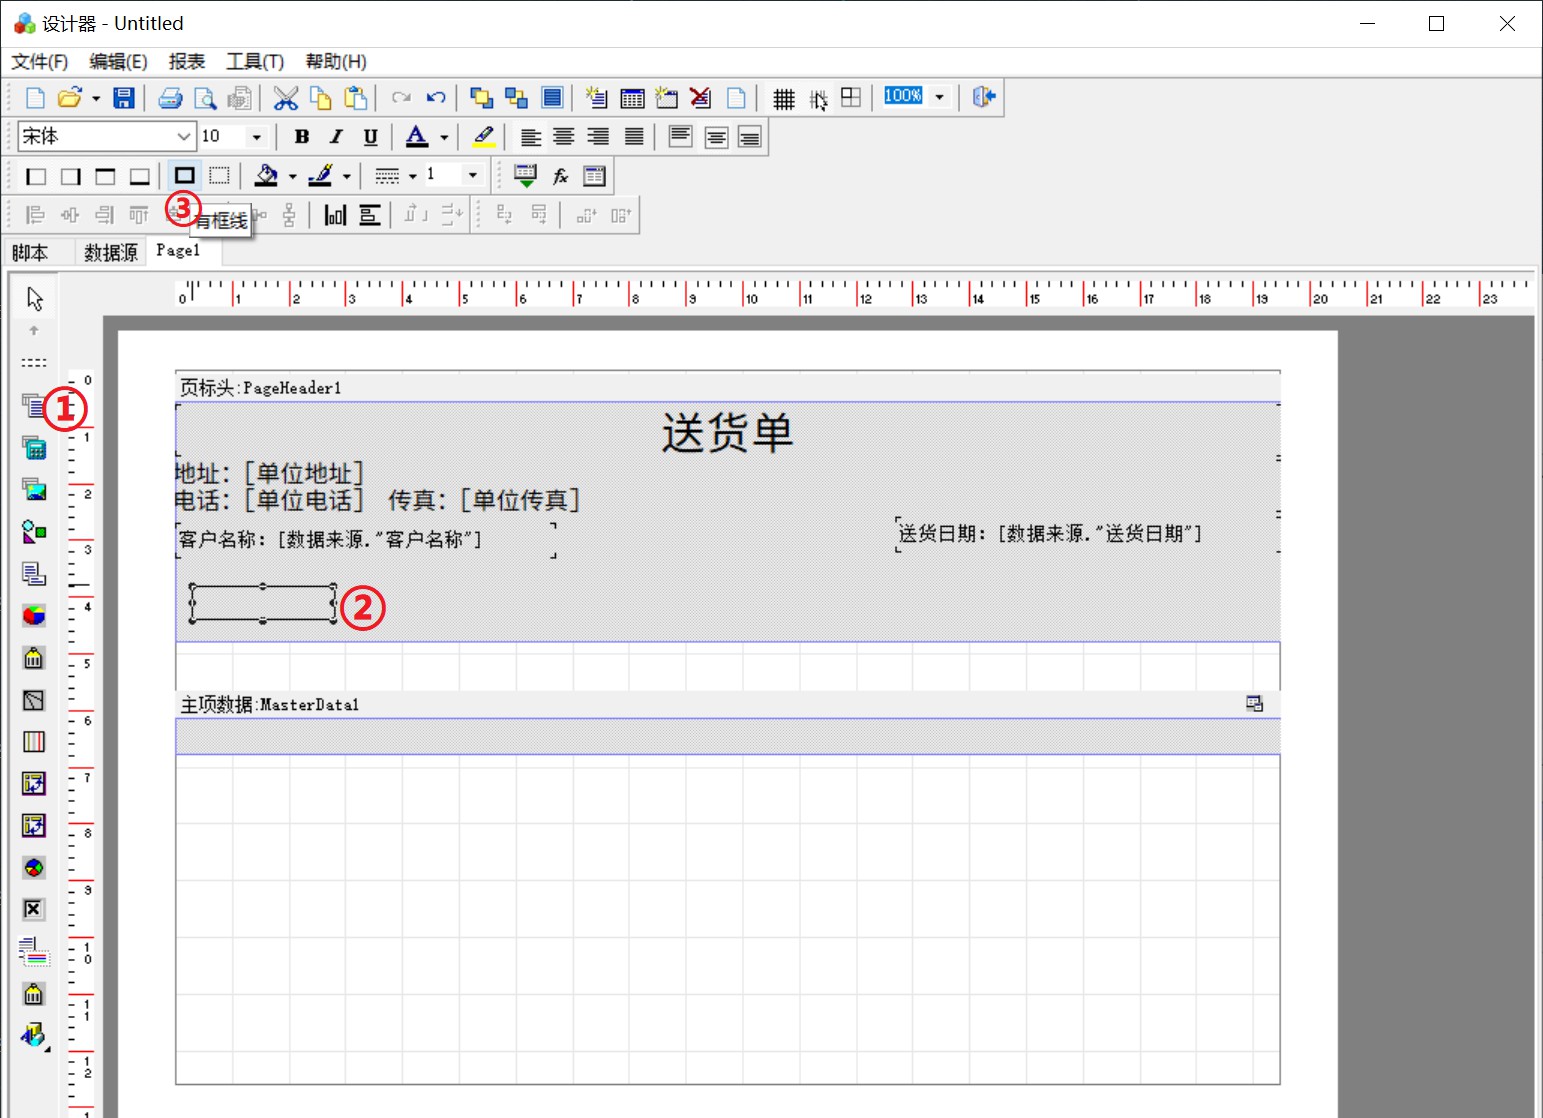 设计器 - Untitled
文件(F) 编辑(E) 报表 工具(T) 帮助(H)
100%
宋体 10 B I U A
1 fx
③ 有框线
脚本 数据源 Page1
0 1 2 3 4 5 6 7 8 9 10 11 12 13 14 15 16 17 18 19 20 21 22 23
0
页标头:PageHeader1
①
1
送货单
地址: [单位地址]
2
电话: [单位电话] 传真: [单位传真]
送货日期: [数据来源."送货日期"]
客户名称: [数据来源."客户名称"]
3
②
4
5
主项数据:MasterData1
6
7
8
9
10
11
12
1